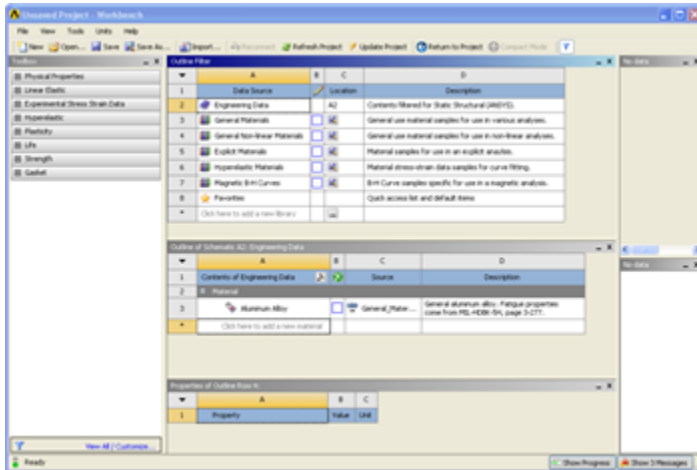 Unsaved Project - Workbench
File View Tools Units Help
New Open... Save Save As... Import... Reconnect Refresh Project Update Project Return to Project Compact Mode
Toolbox
Physical Properties
Linear Elastic
Experimental Stress Strain Data
Hyperelastic
Plasticity
Life
Strength
Gasket
View All / Customize...
Outline Filter
A B C D
1 Data Source Location Description
2 Engineering Data A2 Contents filtered for Static Structural (ANSYS).
3 General Materials General use material samples for use in various analyses.
4 General Non-linear Materials General use material samples for use in non-linear analyses.
5 Explicit Materials Material samples for use in an explicit analysis.
6 Hyperelastic Materials Material stress-strain data samples for curve fitting.
7 Magnetic B-H Curves B-H Curve samples specific for use in a magnetic analysis.
8 Favorites Quick access list and default items
* Click here to add a new library
Outline of Schematic A2: Engineering Data
A B C D
1 Contents of Engineering Data Source Description
2 Material
3 Aluminum Alloy General_Mater... General aluminum alloy. Fatigue properties
come from MIL-HDBK-5H, page 3-277.
* Click here to add a new material
Properties of Outline Row 4:
A B C
1 Property Value Unit
No data
No data
Ready
Show Progress Show 3 Messages